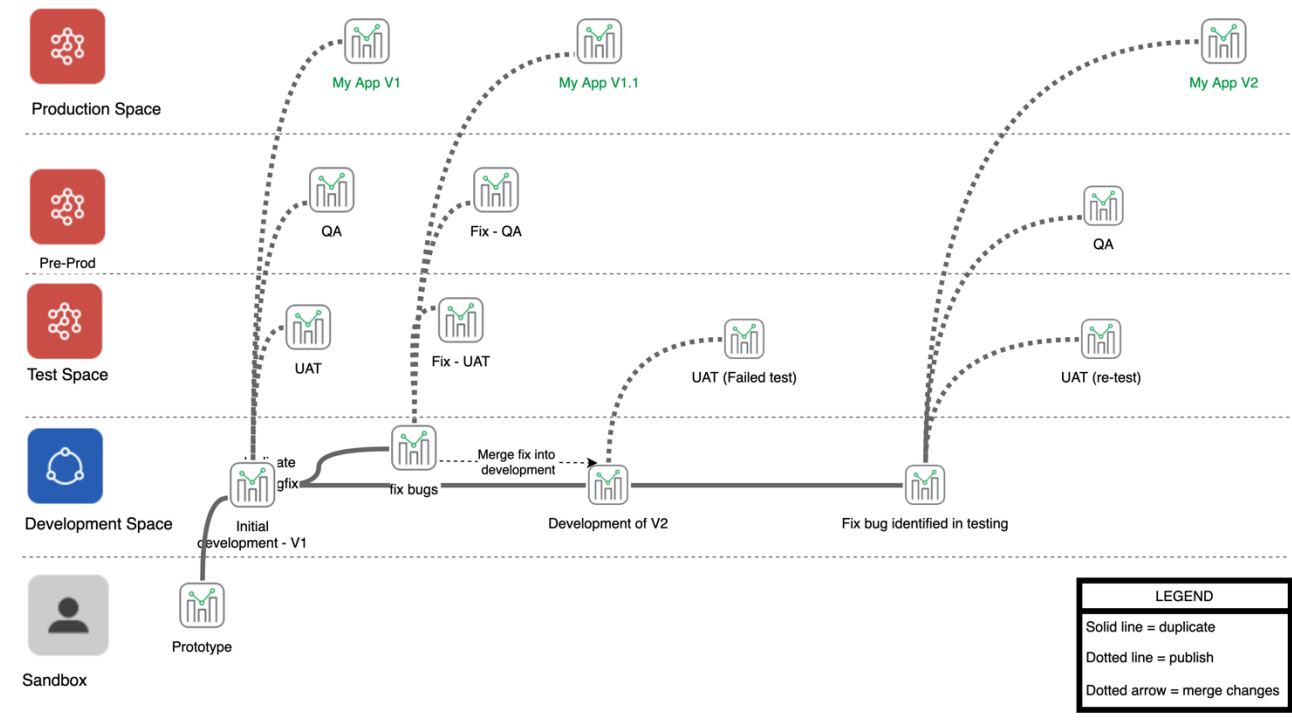 My App V1
My App V1.1
My App V2
Production Space
QA
Fix - QA
QA
Pre-Prod
UAT
Fix - UAT
UAT (Failed test)
UAT (re-test)
Test Space
ate
gfix
fix bugs
Merge fix into
development
Development Space
Initial
development - V1
Development of V2
Fix bug identified in testing
Prototype
Sandbox
LEGEND
Solid line = duplicate
Dotted line = publish
Dotted arrow = merge changes